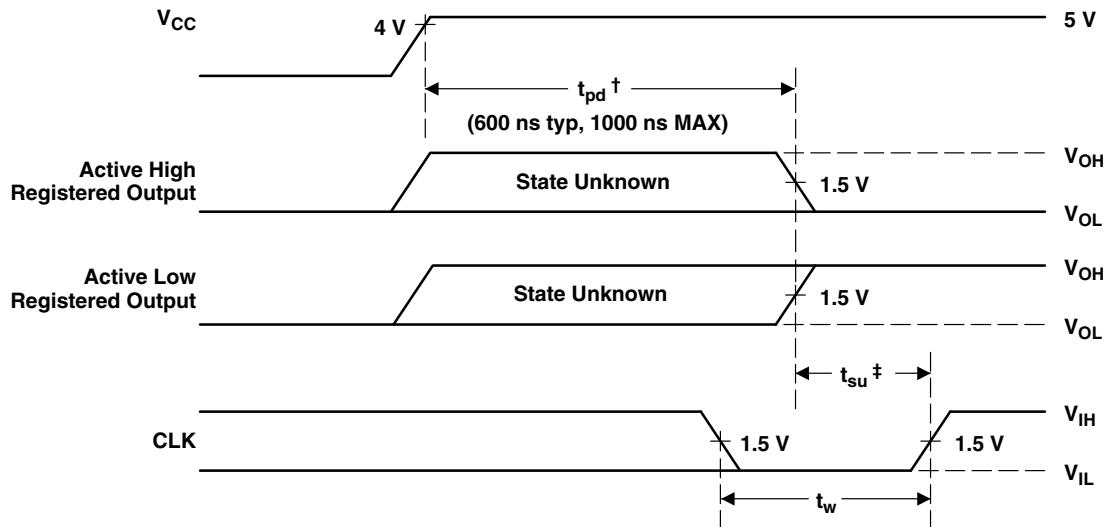 VCC
4 V
5 V
tpd †
(600 ns typ, 1000 ns MAX)
Active High
Registered Output
State Unknown
1.5 V
VOH
VOL
Active Low
Registered Output
State Unknown
1.5 V
VOH
VOL
tsu ‡
CLK
1.5 V
1.5 V
VIH
VIL
tw